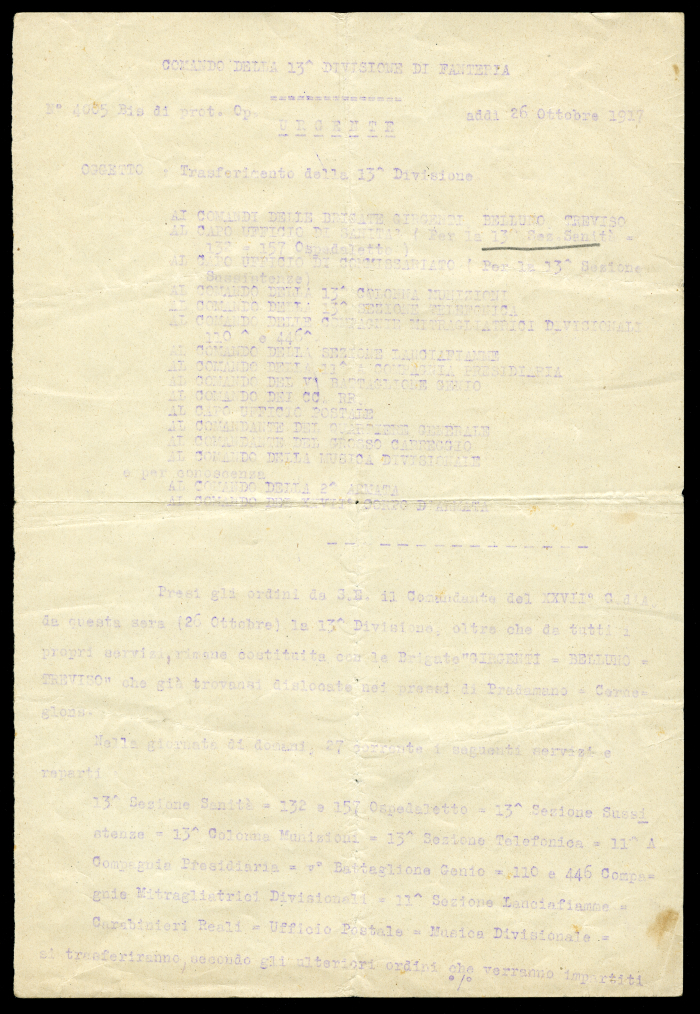 COMANDO DELLA 13^ DIVISIONE DI FANTERIA
N° 4005 Bis di prot. Op addi 26 Ottobre 1917
URGENTE
OGGETTO : Trasferimento della 13^ Divisione
AI COMANDI DELLE BRIGATE GIRGENTI BELLUNO TREVISO
AL CAPO UFFICIO DI SANITA' ( Per la 13^ Sez Sanità =
132 = 157 Ospedaletto )
AL CAPO UFFICIO DI COMMISSARIATO ( Per la 13^ Sezione
Sussistenze)
AL COMANDO DELLA 13^ COLONNA MUNIZIONI
AL COMANDO DELLA 13^ SEZIONE TELEFONICA
AL COMANDO DELLE COMPAGNIE MITRAGLIATRICI DIVISIONALI
110^ e 446^
AL COMANDO DELLA SEZIONE LANCIAFIAMME
AL COMANDO DELLA 11^ A COMPAGNIA PRESIDIARIA
AL COMANDO DEL V° BATTAGLIONE GENIO
AL COMANDO DEI CC. RR.
AL CAPO UFFICIO POSTALE
AL COMANDANTE DEL QUARTIERE GENERALE
AL COMANDANTE DEL GROSSO CARREGGIO
AL COMANDO DELLA MUSICA DIVISIONALE
e per conoscenza
AL COMANDO DELLA 2^ ARMATA
AL COMANDO DEL XXVII° CORPO D'ARMATA
Presi gli ordini da S.E. il Comandante del XXVII° C
da questa sera (26 Ottobre) la 13^ Divisione, oltre che da tutti i
propri servizi, rimane costituita con le Brigate "GIRGENTI = BELLUNO =
TREVISO" che già trovansi dislocate nei pressi di Pradamano = Cerne-
glons.
Nella giornata di domani, 27 corrente i seguenti servizi e
reparti
13^ Sezione Sanità = 132 e 157 Ospedaletto = 13^ Sezione Sussi
stenze = 13^ Colonna Munizioni = 13^ Sezione Telefonica = 11^ A
Compagnia Presidiaria = V° Battaglione Genio = 110 e 446 Compa=
gnie Mitragliatrici Divisionali = 11^ Sezione Lanciafiamme =
Carabinieri Reali = Ufficio Postale = Musica Divisionale =
si trasferiranno, secondo gli ulteriori ordini che verranno impartiti
%